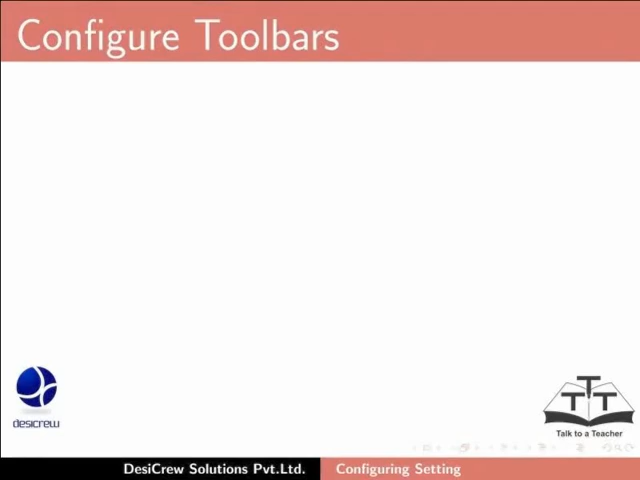 Configure Toolbars
desicrew
T T T
Talk to a Teacher
DesiCrew Solutions Pvt.Ltd.
Configuring Setting